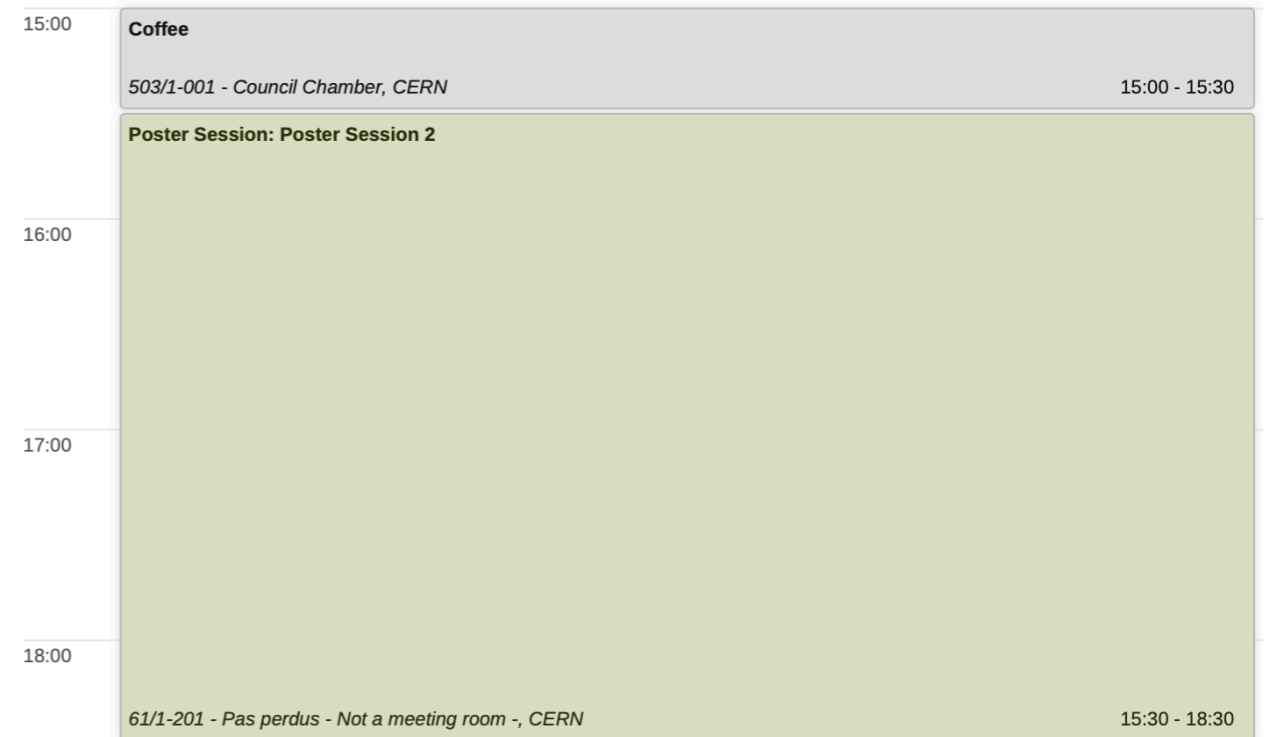 15:00
Coffee
503/1-001 - Council Chamber, CERN 15:00 - 15:30
Poster Session: Poster Session 2
16:00
17:00
18:00
61/1-201 - Pas perdus - Not a meeting room -, CERN 15:30 - 18:30